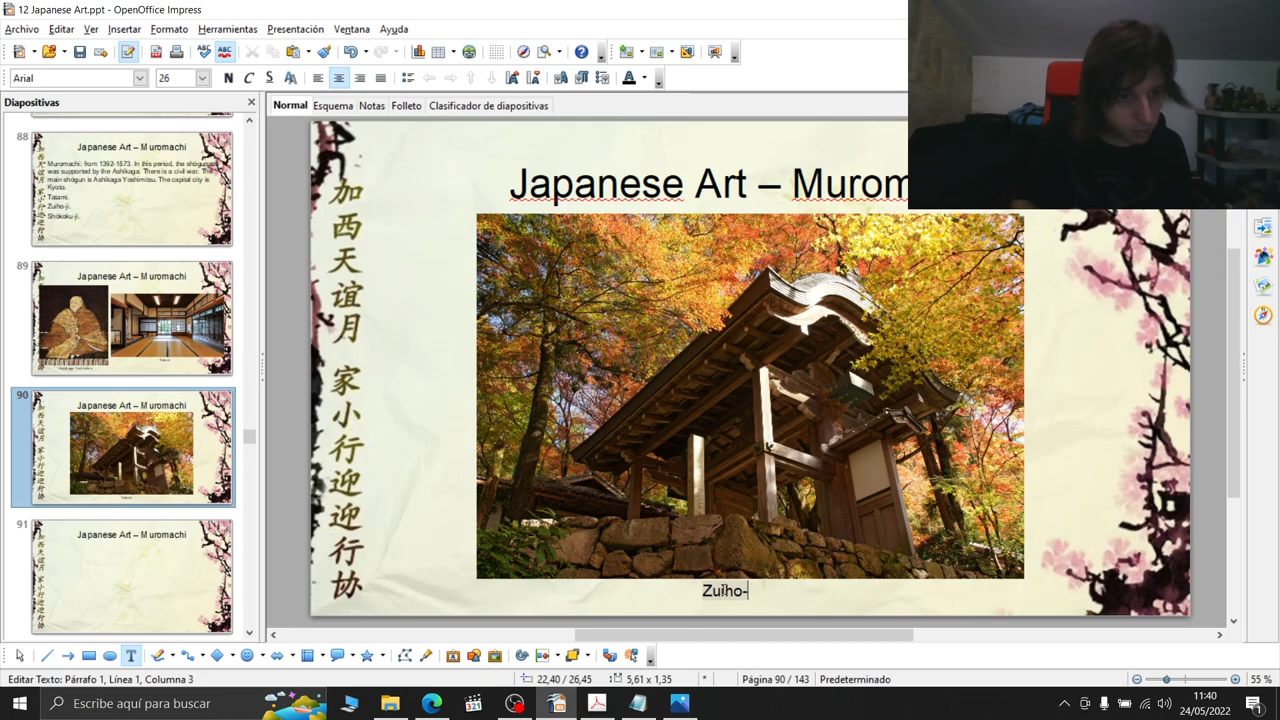 12 Japanese Art.ppt - OpenOffice Impress
Archivo Editar Ver Insertar Formato Herramientas Presentación Ventana Ayuda
Arial 26 N C S
Diapositivas
Normal Esquema Notas Folleto Clasificador de diapositivas
88
Japanese Art – Muromachi
Muromachi: from 1392-1573. In this period, the shogunate
was supported by the Ashikaga. There is a civil war. The
main shogun is Ashikaga Yoshimitsu. The capital city is
Kyoto.
Tatami.
Zuiho-ji.
Shokoku-ji.
89
Japanese Art – Muromachi
90
Japanese Art – Muromachi
91
Japanese Art – Muromachi
Japanese Art – Murom
加西天谊月
家小行迎迎行协
Zuiho-
Editar Texto: Párrafo 1, Línea 1, Columna 3
22,40 / 26,45
5,61 x 1,35
*
Página 90 / 143
Predeterminado
55 %
Escribe aquí para buscar
321
11:40
24/05/2022
1